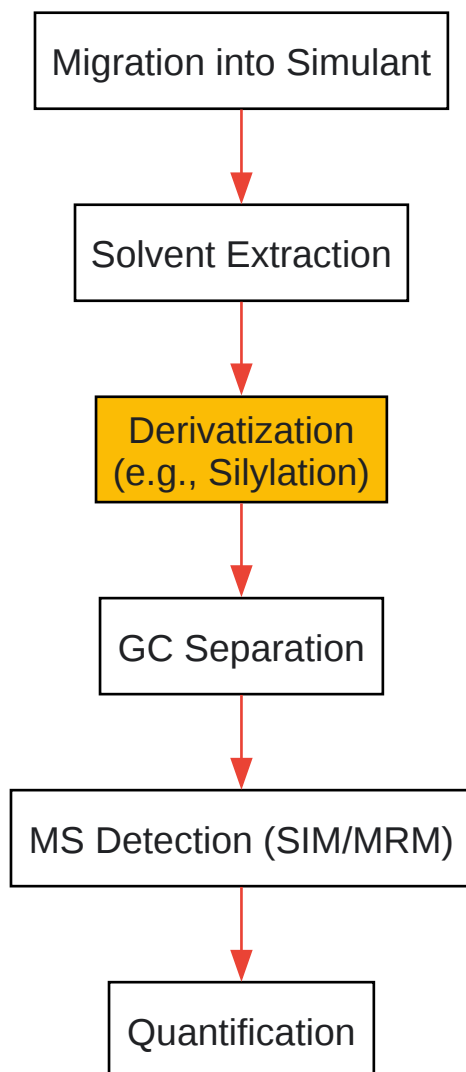 Migration into Simulant
Solvent Extraction
Derivatization
(e.g., Silylation)
GC Separation
MS Detection (SIM/MRM)
Quantification